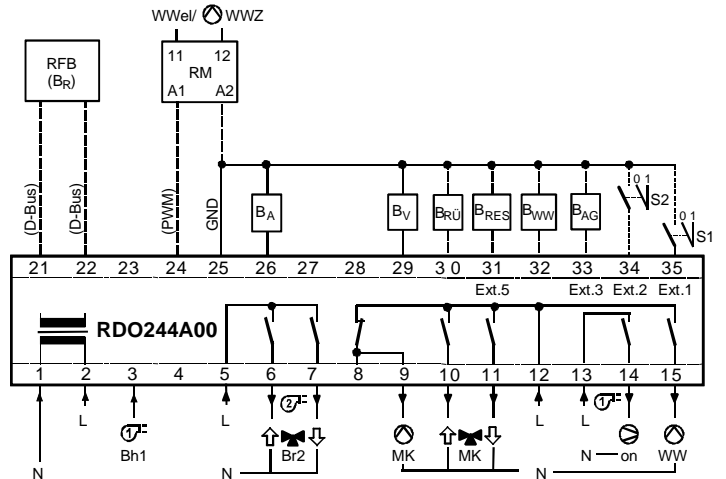 WWel/ WWZ
11 12
RM
A1 A2
RFB
(BR)
(D-Bus) (D-Bus) (PWM) GND
BA BV BRÜ BRES BWW BAG
0 1 S2
0 1 S1
21 22 23 24 25 26 27 28 29 3 0 31 32 33 34 35
Ext.5 Ext.3 Ext.2 Ext.1
RDO244A00
1 2 3 4 5 6 7 8 9 10 11 12 13 14 15
2 1
L 1 L L L
Bh1 Br2 MK MK on WW
N N N